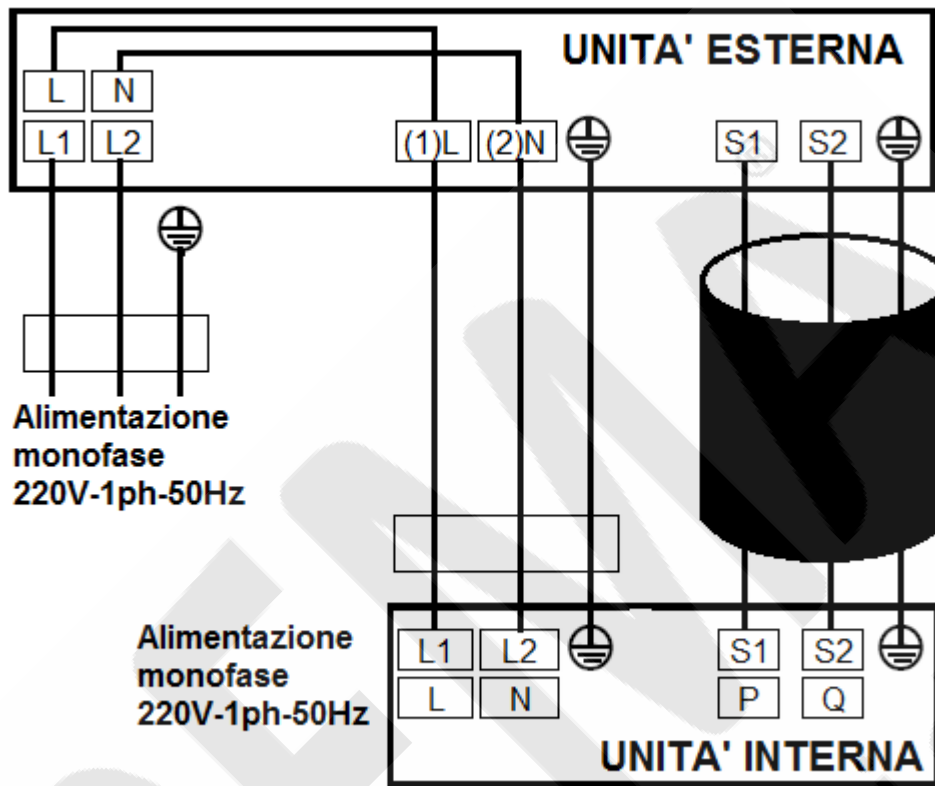 UNITA' ESTERNA
L N
L1 L2 (1)L (2)N S1 S2
Alimentazione
monofase
220V-1ph-50Hz
Alimentazione
monofase
220V-1ph-50Hz
L1 L2 S1 S2
L N P Q
UNITA' INTERNA